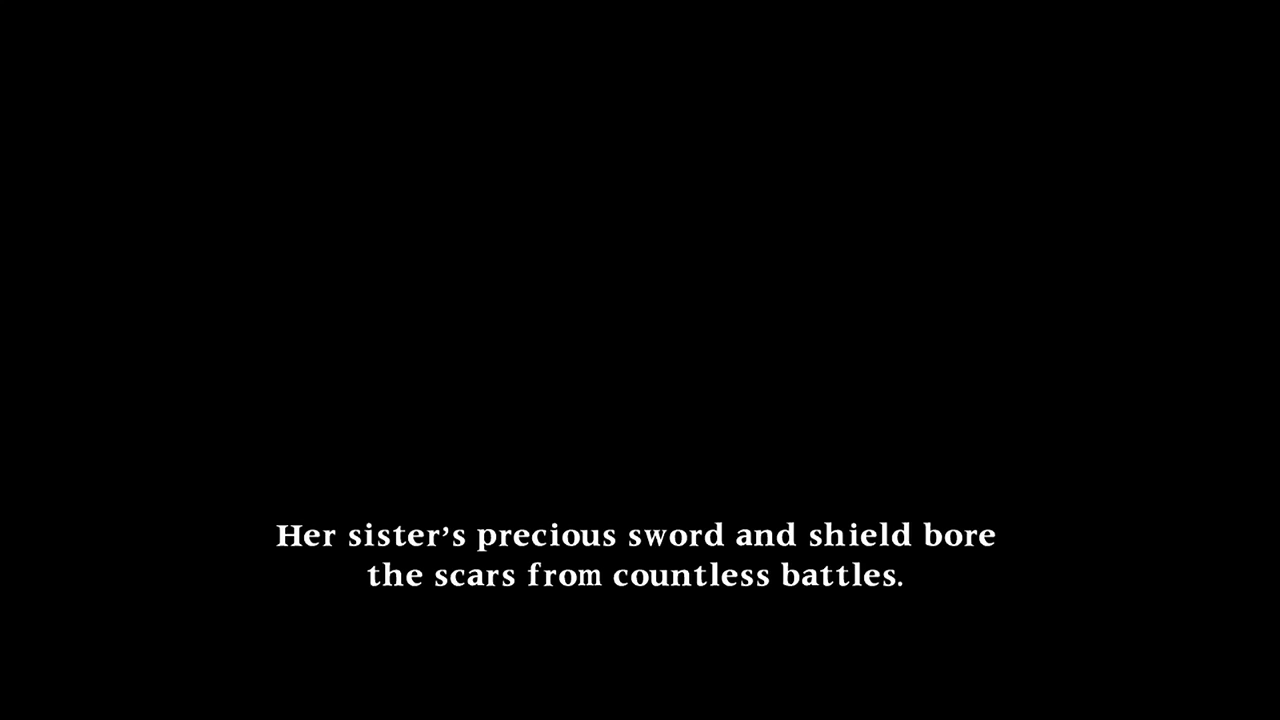 Her sister's precious sword and shield bore
the scars from countless battles.